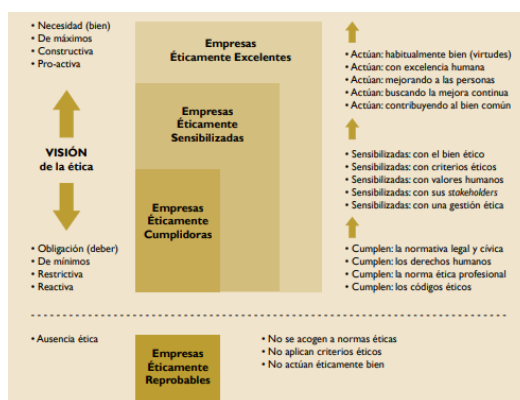 • Necesidad (bien)
• De máximos
• Constructiva
• Pro-activa
VISIÓN
de la ética
• Obligación (deber)
• De mínimos
• Restrictiva
• Reactiva
Empresas
Éticamente Excelentes
Empresas
Éticamente
Sensibilizadas
Empresas
Éticamente
Cumplidoras
• Actúan: habitualmente bien (virtudes)
• Actúan: con excelencia humana
• Actúan: mejorando a las personas
• Actúan: buscando la mejora continua
• Actúan: contribuyendo al bien común
• Sensibilizadas: con el bien ético
• Sensibilizadas: con criterios éticos
• Sensibilizadas: con valores humanos
• Sensibilizadas: con sus stakeholders
• Sensibilizadas: con una gestión ética
• Cumplen: la normativa legal y cívica
• Cumplen: los derechos humanos
• Cumplen: la norma ética profesional
• Cumplen: los códigos éticos
• Ausencia ética
Empresas
Éticamente
Reprobables
• No se acogen a normas éticas
• No aplican criterios éticos
• No actúan éticamente bien